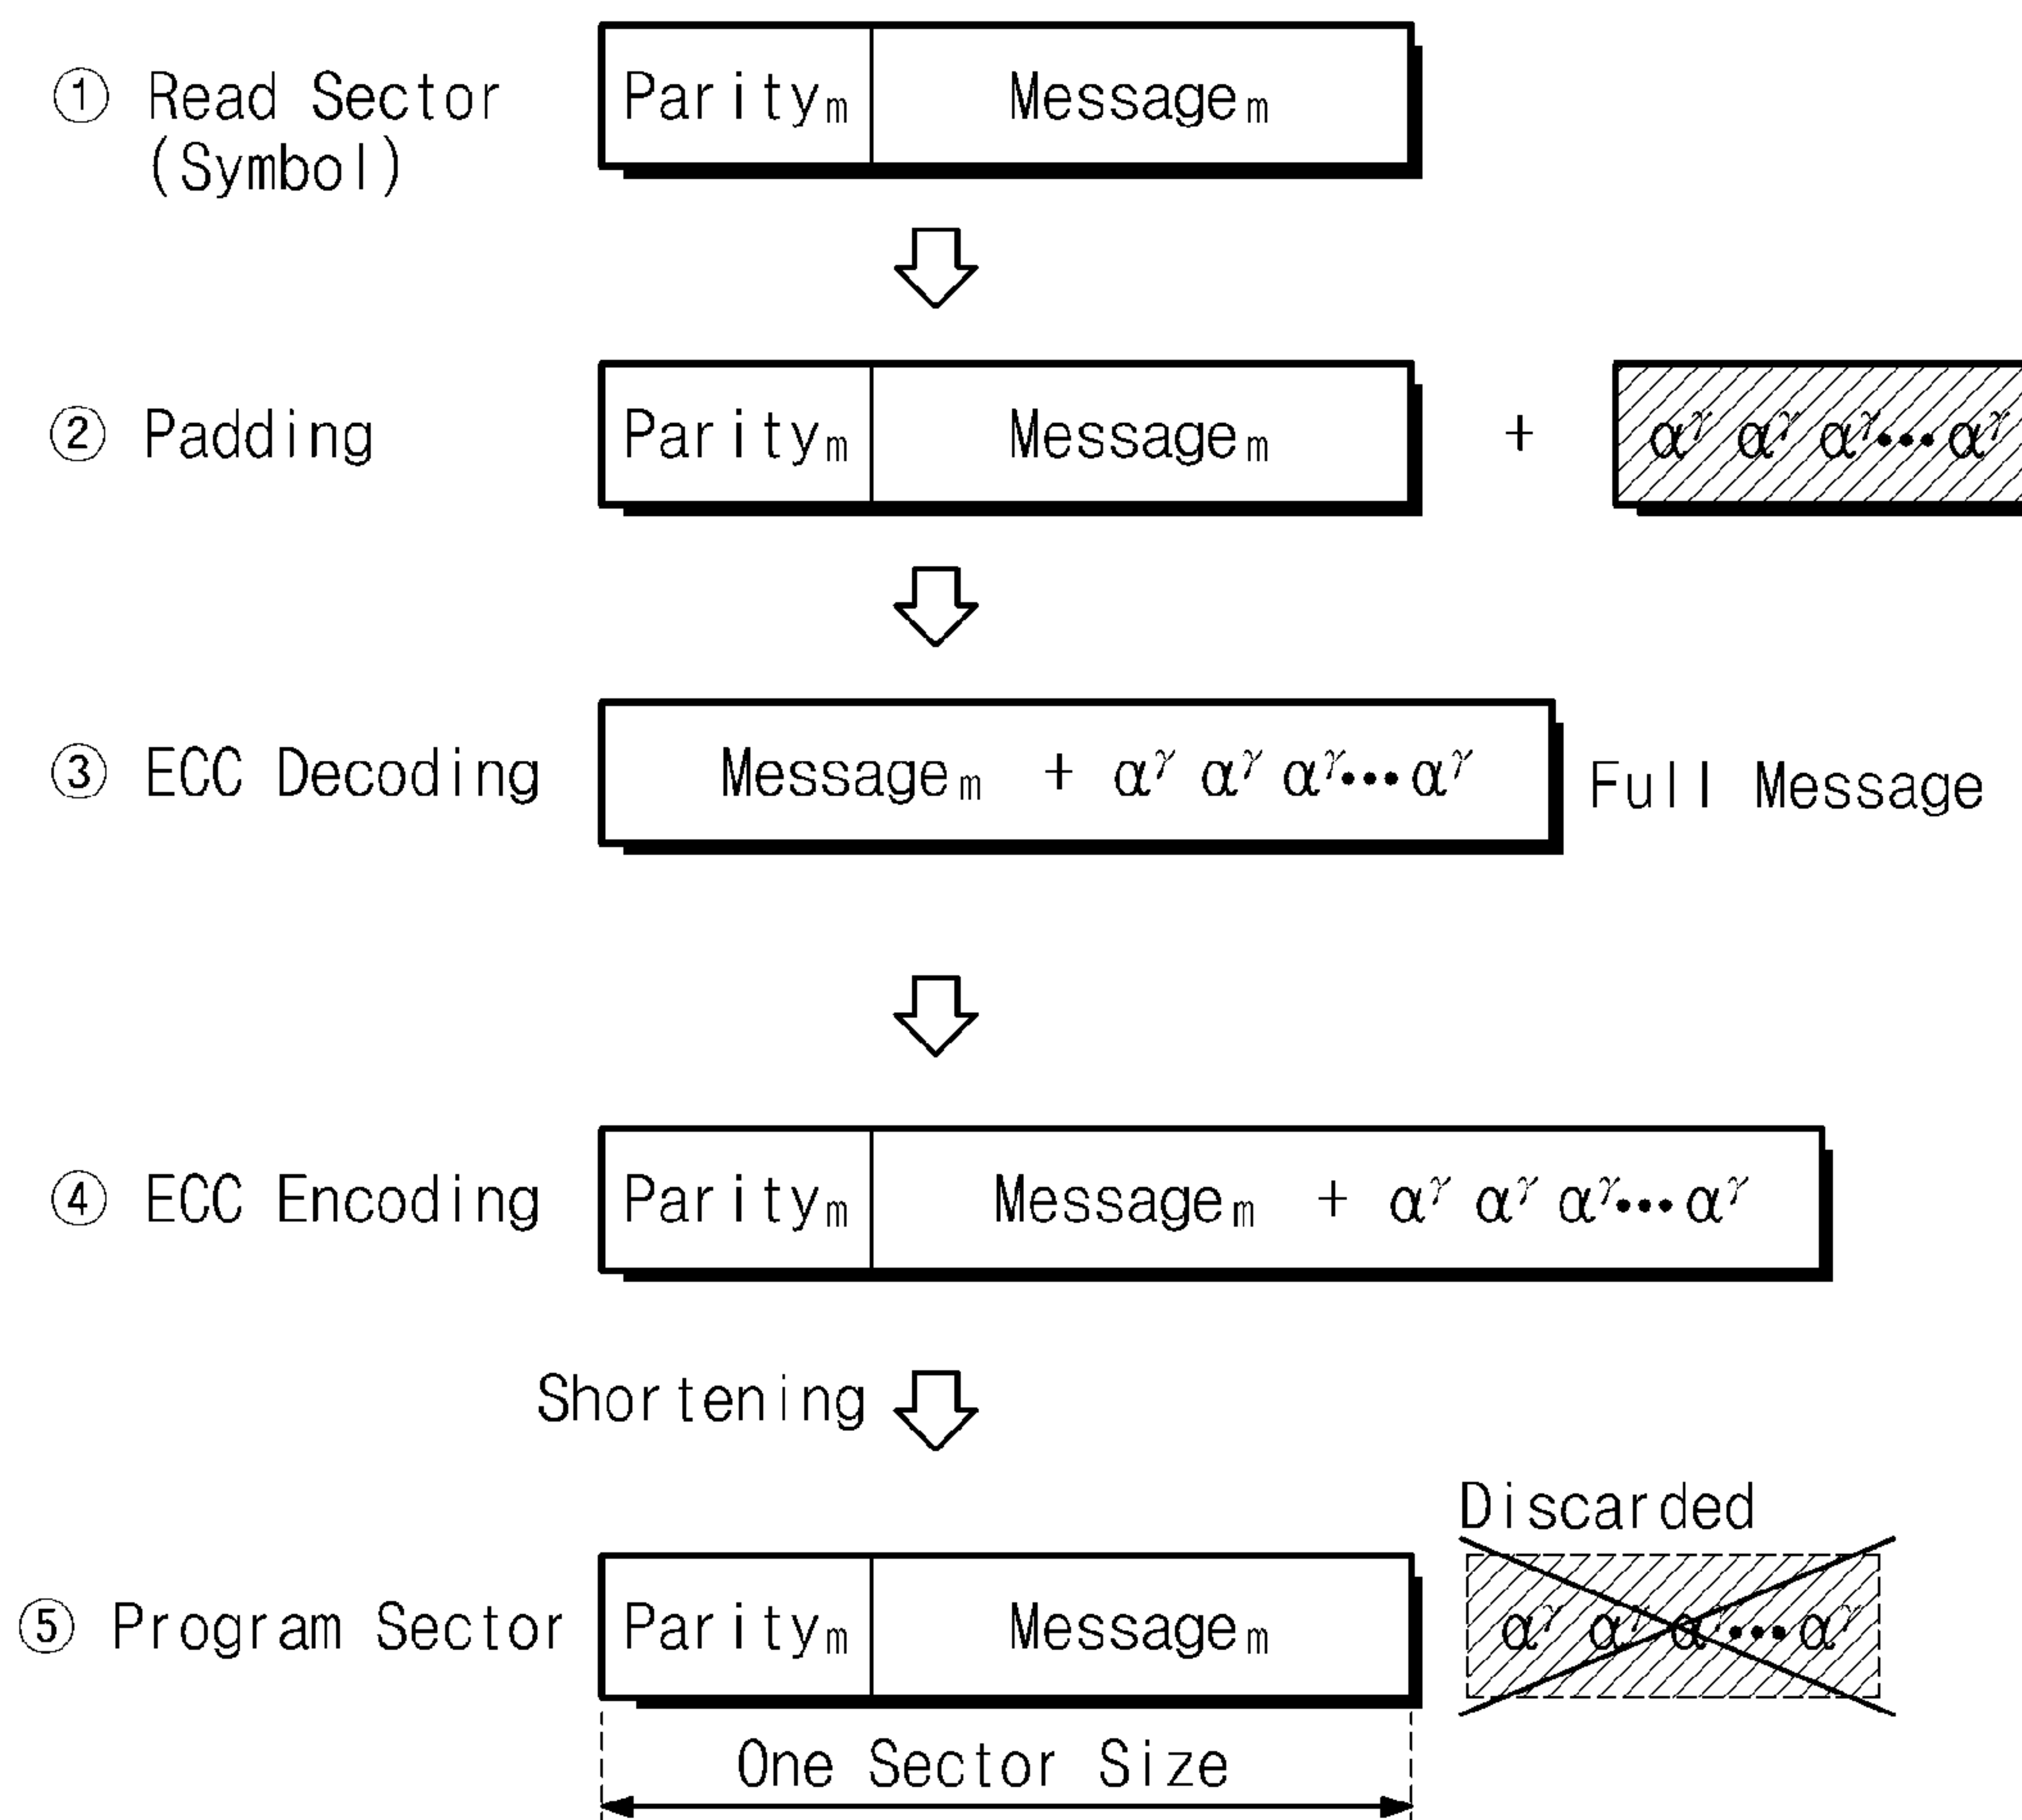 ① Read Sector
(Symbol)
Parityₘ Messageₘ
② Padding
Parityₘ Messageₘ + αᵞ αᵞ αᵞ••• αᵞ
③ ECC Decoding
Messageₘ + αᵞ αᵞ αᵞ••• αᵞ
Full Message
④ ECC Encoding
Parityₘ Messageₘ + αᵞ αᵞ αᵞ••• αᵞ
Shortening
Discarded
⑤ Program Sector
Parityₘ Messageₘ
αᵞ αᵞ αᵞ••• αᵞ
One Sector Size